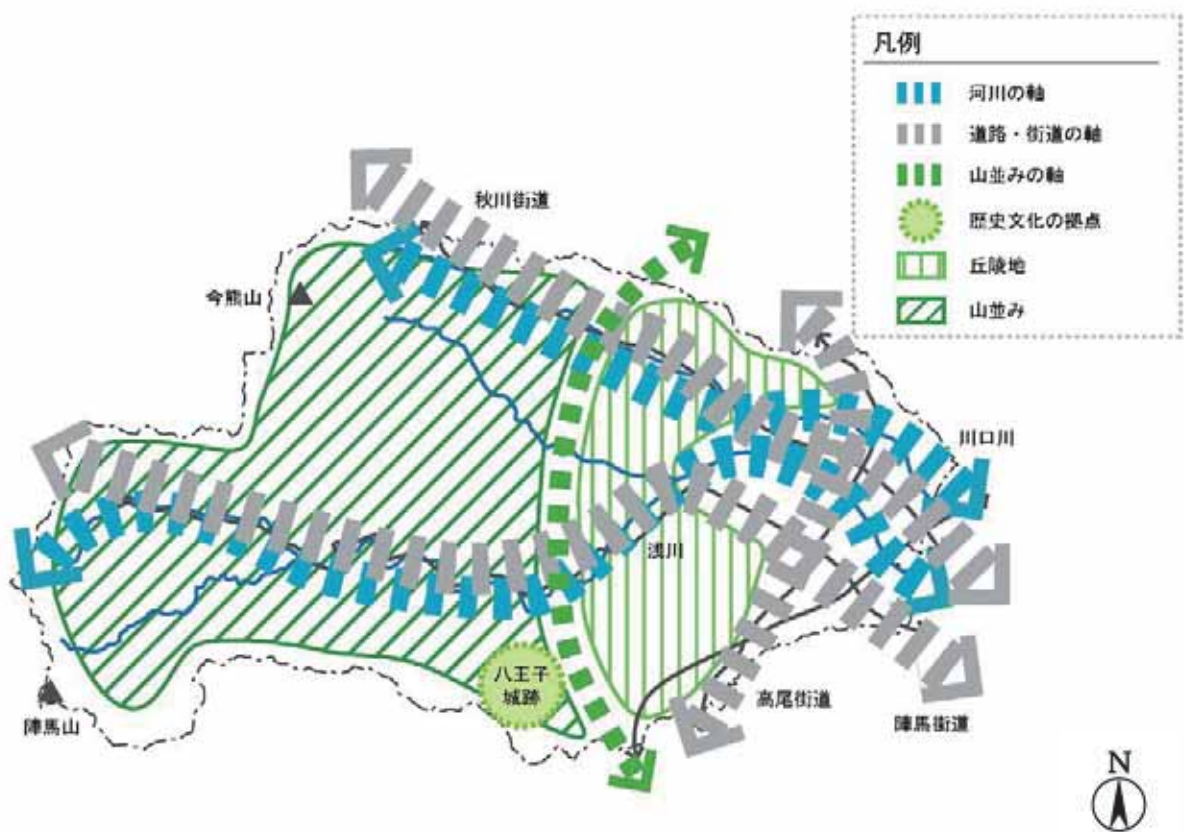 凡例
河川の軸
道路・街道の軸
山並みの軸
歴史文化の拠点
丘陵地
山並み
秋川街道
今熊山
川口川
浅川
八王子
城跡
高尾街道
陣馬街道
陣馬山
N